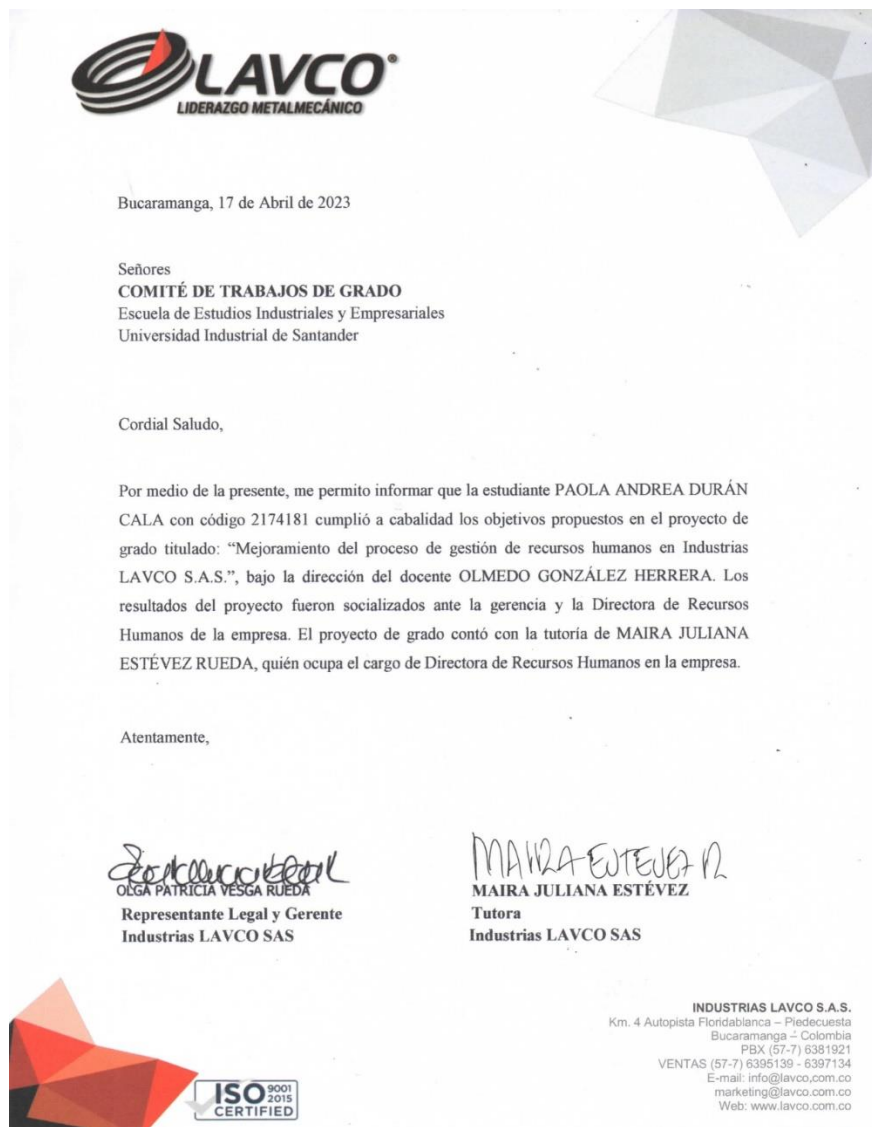 LAVCO®
LIDERAZGO METALMECÁNICO
Bucaramanga, 17 de Abril de 2023
Señores
COMITÉ DE TRABAJOS DE GRADO
Escuela de Estudios Industriales y Empresariales
Universidad Industrial de Santander
Cordial Saludo,
Por medio de la presente, me permito informar que la estudiante PAOLA ANDREA DURÁN
CALA con código 2174181 cumplió a cabalidad los objetivos propuestos en el proyecto de
grado titulado: “Mejoramiento del proceso de gestión de recursos humanos en Industrias
LAVCO S.A.S.”, bajo la dirección del docente OLMEDO GONZÁLEZ HERRERA. Los
resultados del proyecto fueron socializados ante la gerencia y la Directora de Recursos
Humanos de la empresa. El proyecto de grado contó con la tutoría de MAIRA JULIANA
ESTÉVEZ RUEDA, quién ocupa el cargo de Directora de Recursos Humanos en la empresa.
Atentamente,
MAIRA ESTEVEZ R
OLGA PATRICIA VESGA RUEDA
Representante Legal y Gerente
Industrias LAVCO SAS
MAIRA JULIANA ESTÉVEZ
Tutora
Industrias LAVCO SAS
INDUSTRIAS LAVCO S.A.S.
Km. 4 Autopista Floridablanca – Piedecuesta
Bucaramanga – Colombia
PBX (57-7) 6381921
VENTAS (57-7) 6395139 - 6397134
E-mail: info@lavco,com.co
marketing@lavco.com.co
Web: www.lavco.com.co
ISO 9001 2015
CERTIFIED